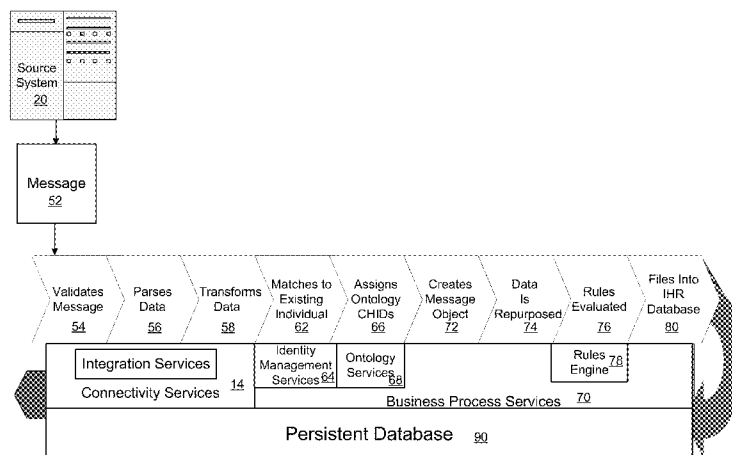 Source
System
20
Message
52
Validates
Message
54
Parses
Data
56
Transforms
Data
58
Matches to
Existing
Individual
62
Assigns
Ontology
CHIDs
66
Creates
Message
Object
72
Data
Is
Repurposed
74
Rules
Evaluated
76
Files Into
IHR
Database
80
Integration Services
Connectivity Services 14
Identity
Management
Services 64
Ontology
Services 68
Rules
Engine 78
Business Process Services 70
Persistent Database 90